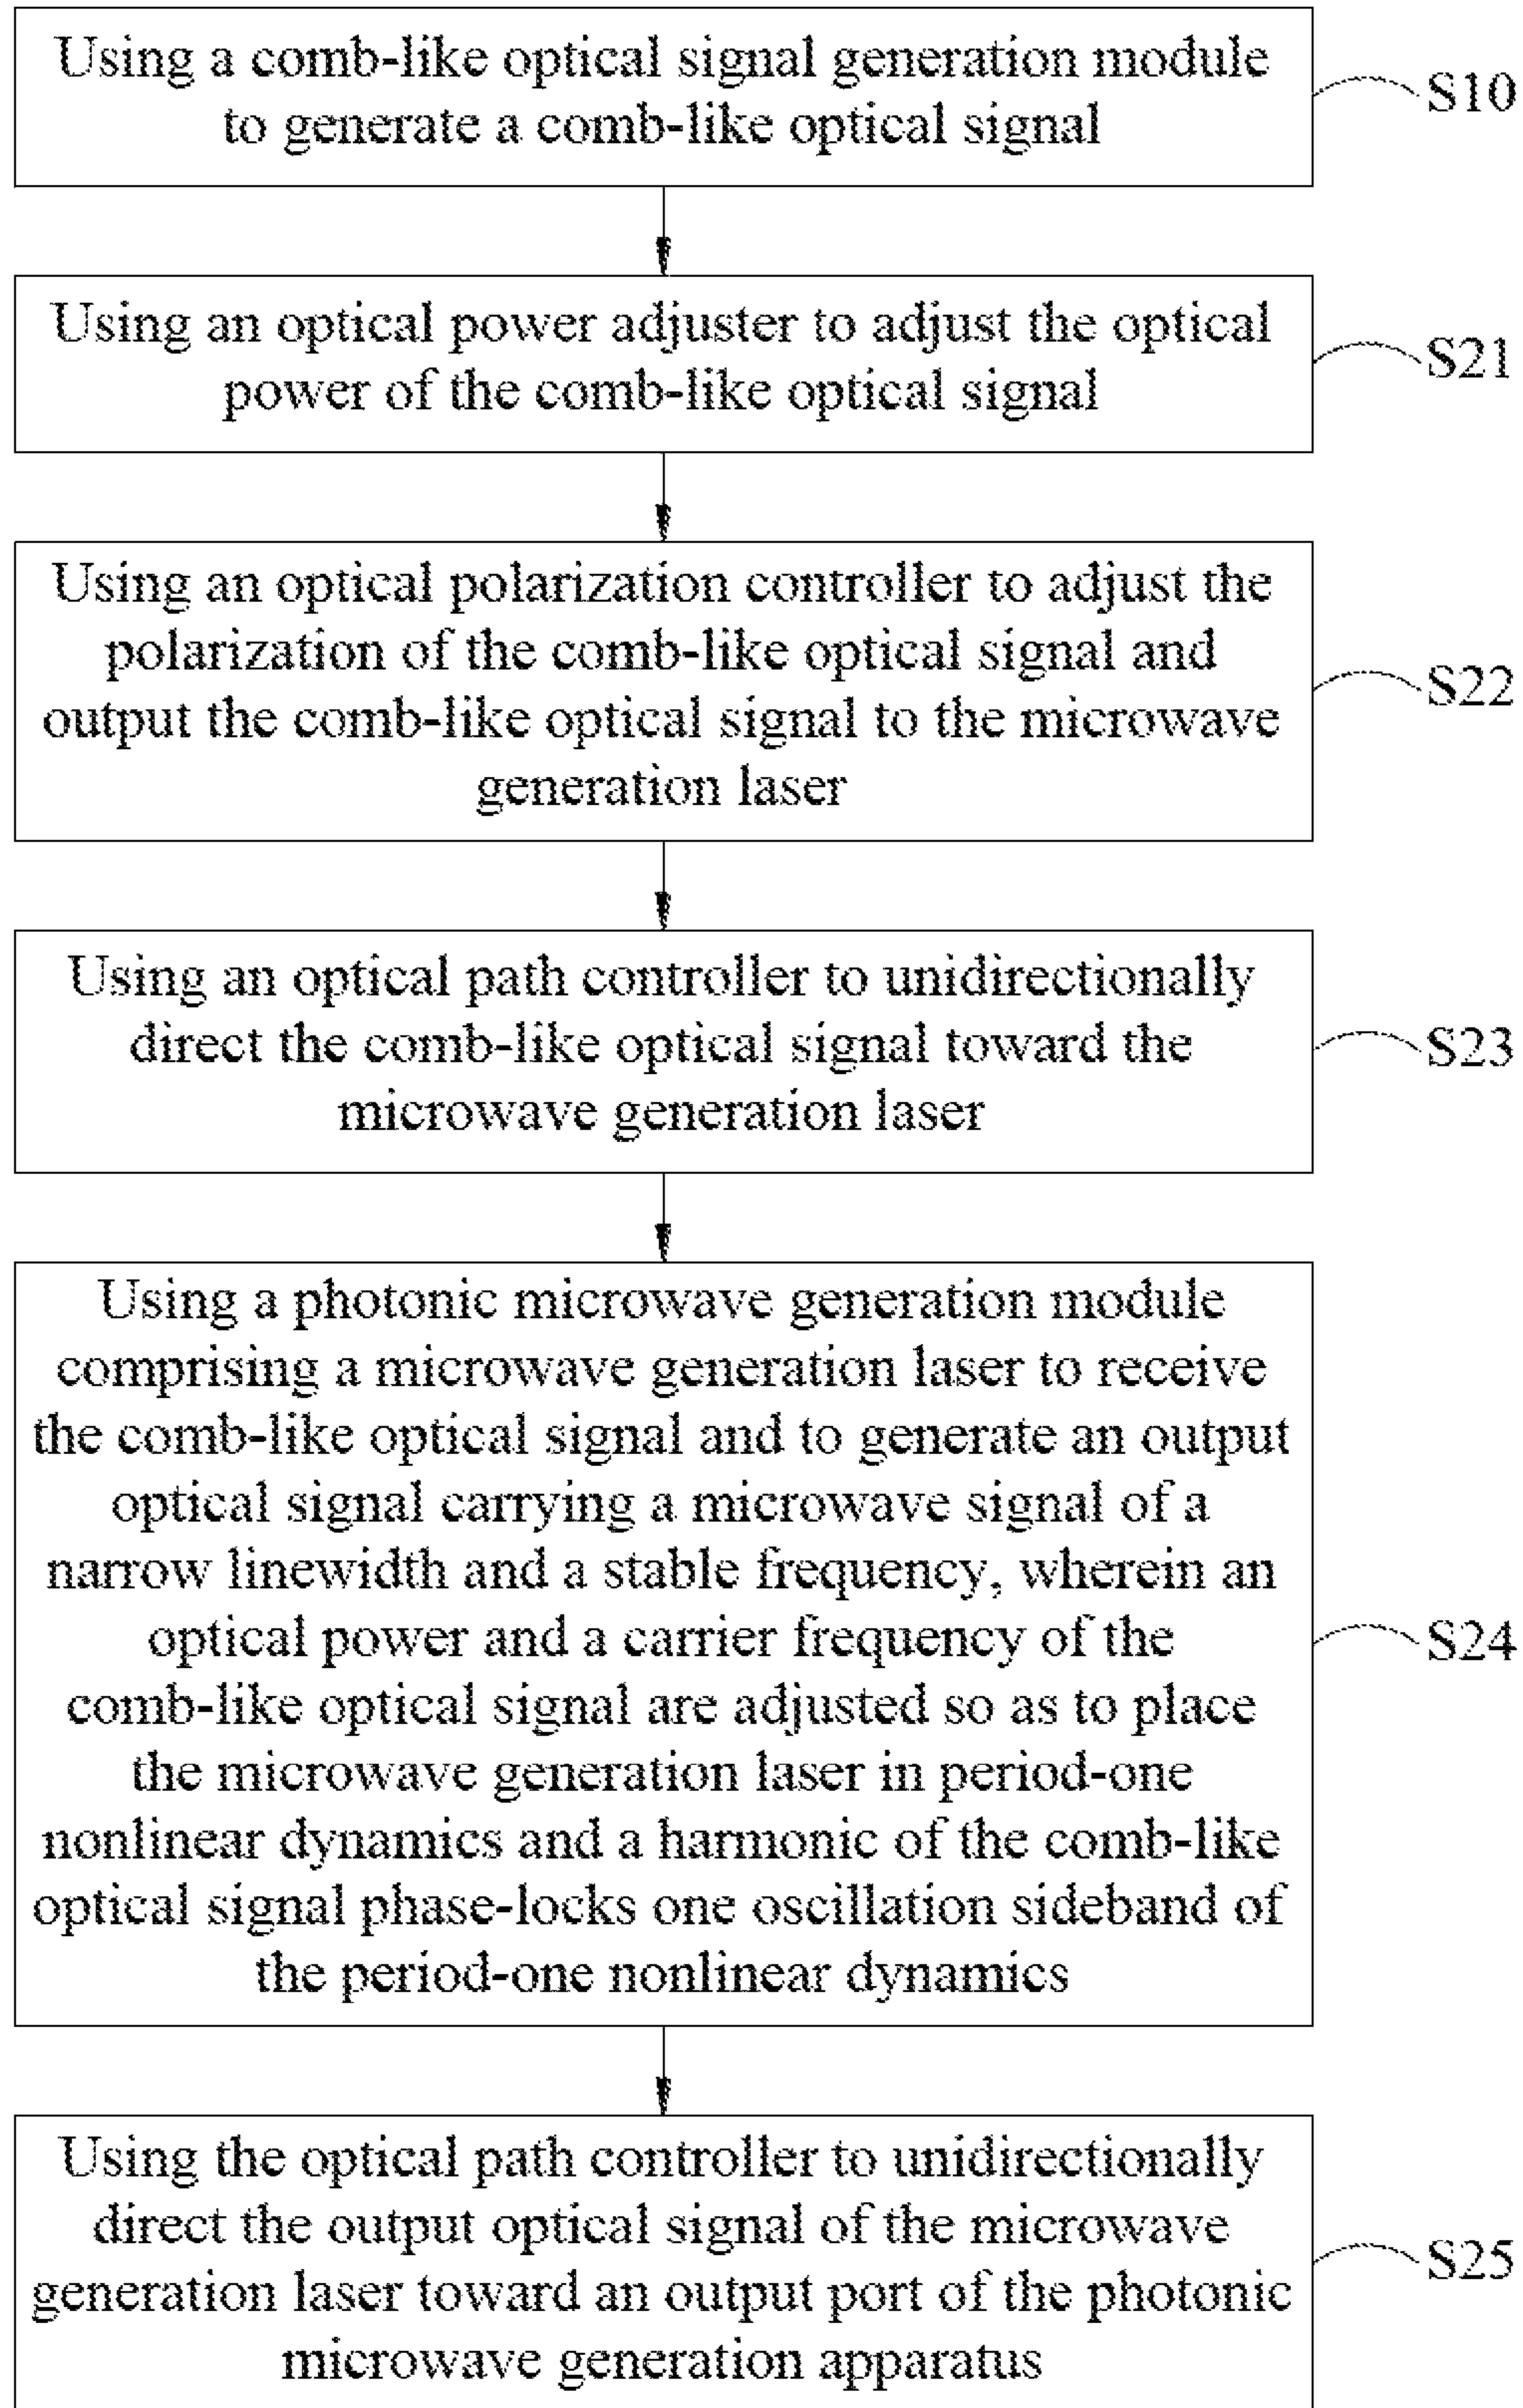 Using a comb-like optical signal generation module
to generate a comb-like optical signal
S10
Using an optical power adjuster to adjust the optical
power of the comb-like optical signal
S21
Using an optical polarization controller to adjust the
polarization of the comb-like optical signal and
output the comb-like optical signal to the microwave
generation laser
S22
Using an optical path controller to unidirectionally
direct the comb-like optical signal toward the
microwave generation laser
S23
Using a photonic microwave generation module
comprising a microwave generation laser to receive
the comb-like optical signal and to generate an output
optical signal carrying a microwave signal of a
narrow linewidth and a stable frequency, wherein an
optical power and a carrier frequency of the
comb-like optical signal are adjusted so as to place
the microwave generation laser in period-one
nonlinear dynamics and a harmonic of the comb-like
optical signal phase-locks one oscillation sideband of
the period-one nonlinear dynamics
S24
Using the optical path controller to unidirectionally
direct the output optical signal of the microwave
generation laser toward an output port of the photonic
microwave generation apparatus
S25